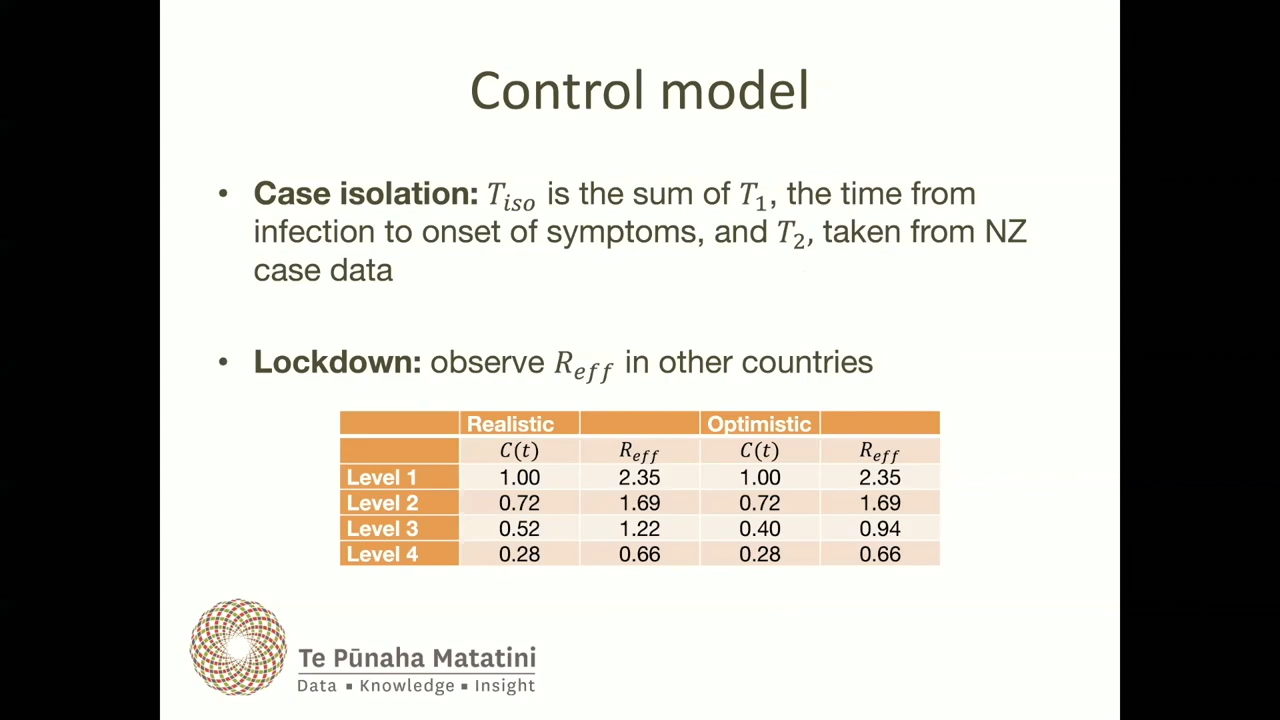 Control model
• Case isolation: T_iso is the sum of T_1, the time from
infection to onset of symptoms, and T_2, taken from NZ
case data
• Lockdown: observe R_eff in other countries
Realistic Optimistic
C(t) R_eff C(t) R_eff
Level 1 1.00 2.35 1.00 2.35
Level 2 0.72 1.69 0.72 1.69
Level 3 0.52 1.22 0.40 0.94
Level 4 0.28 0.66 0.28 0.66
Te Pūnaha Matatini
Data ▪ Knowledge ▪ Insight